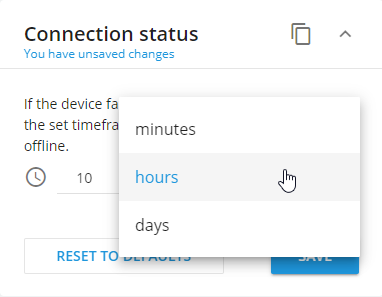 Connection status
You have unsaved changes
If the device fa
the set timefra
offline.
10
minutes
hours
days
RESET TO DEFAULTS
SAVE